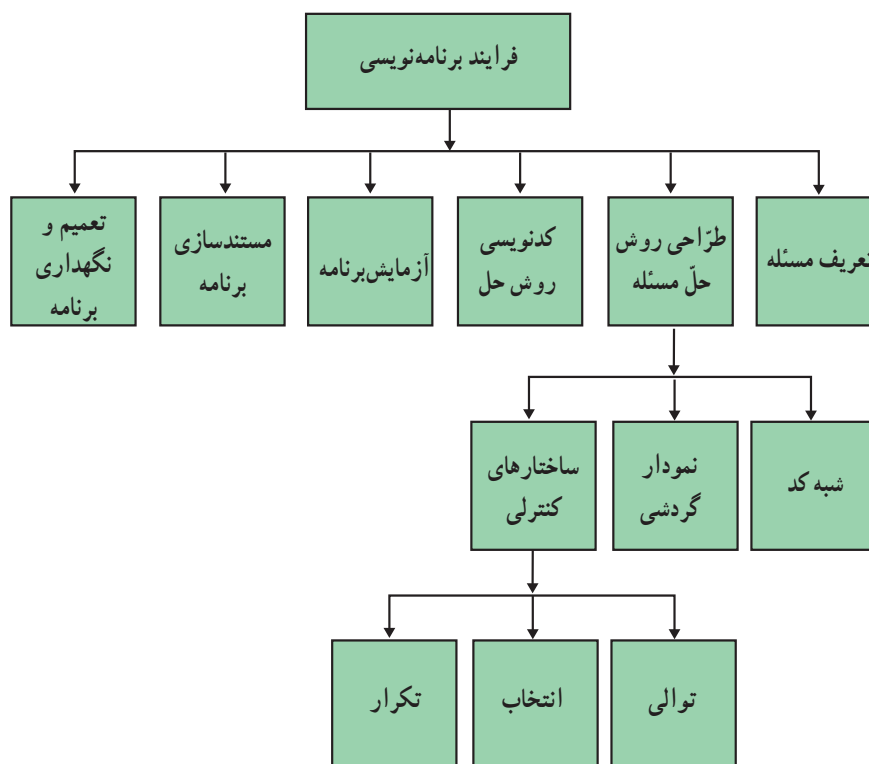 فرایند برنامه‌نویسی
تعریف مسئله
طرّاحی روش
حلّ مسئله
کدنویسی
روش حل
آزمایش‌برنامه
مستندسازی
برنامه
تعمیم و
نگهداری
برنامه
شبه کد
نمودار
گردشی
ساختارهای
کنترلی
توالی
انتخاب
تکرار